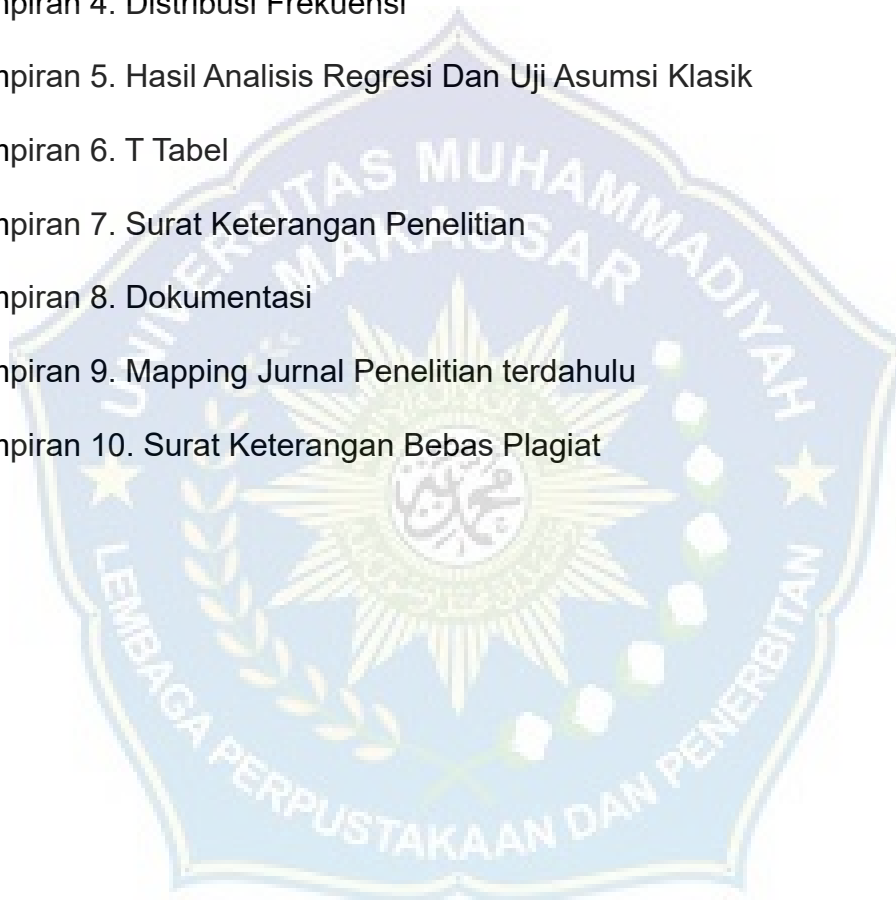 npiran 4. Distribusi Frekuensi
npiran 5. Hasil Analisis Regresi Dan Uji Asumsi Klasik
npiran 6. T Tabel
npiran 7. Surat Keterangan Penelitian
npiran 8. Dokumentasi
npiran 9. Mapping Jurnal Penelitian terdahulu
npiran 10. Surat Keterangan Bebas Plagiat
UNIVERSITAS MUHAMMADIYAH
MAKASSAR
LEMBAGA PERPUSTAKAAN DAN PENERBITAN